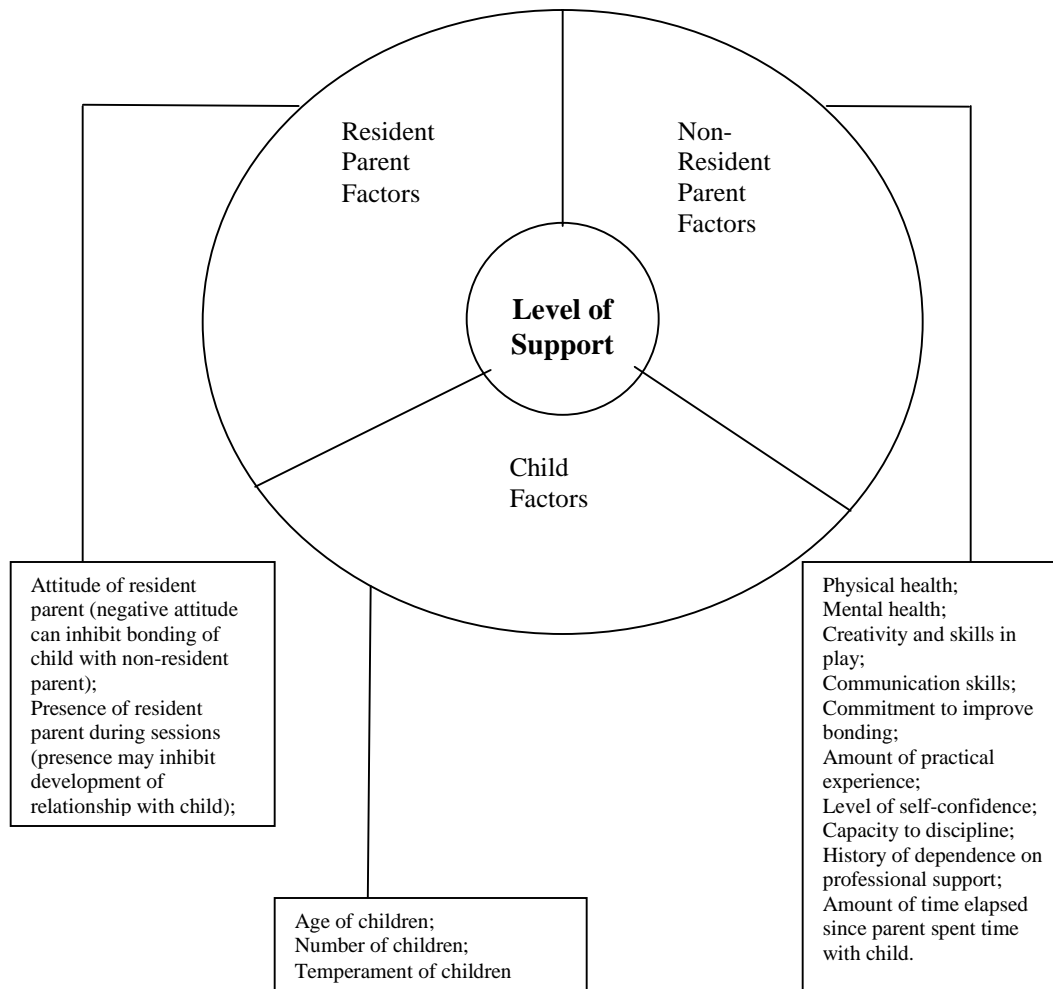 Resident
Parent
Factors
Non-
Resident
Parent
Factors
Level of
Support
Child
Factors
Attitude of resident
parent (negative attitude
can inhibit bonding of
child with non-resident
parent);
Presence of resident
parent during sessions
(presence may inhibit
development of
relationship with child);
Age of children;
Number of children;
Temperament of children
Physical health;
Mental health;
Creativity and skills in
play;
Communication skills;
Commitment to improve
bonding;
Amount of practical
experience;
Level of self-confidence;
Capacity to discipline;
History of dependence on
professional support;
Amount of time elapsed
since parent spent time
with child.